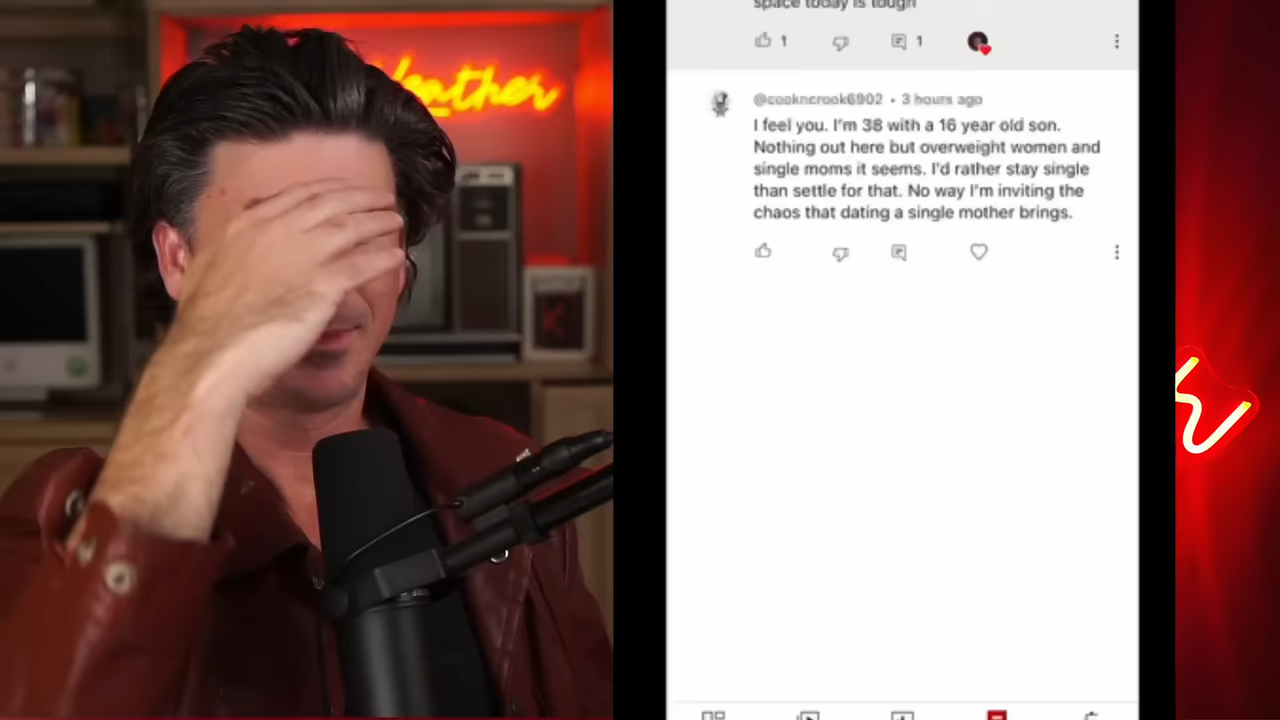 space today is tough
1
1
Weather
@cookncrook6902 • 3 hours ago
I feel you. I'm 38 with a 16 year old son.
Nothing out here but overweight women and
single moms it seems. I'd rather stay single
than settle for that. No way I'm inviting the
chaos that dating a single mother brings.